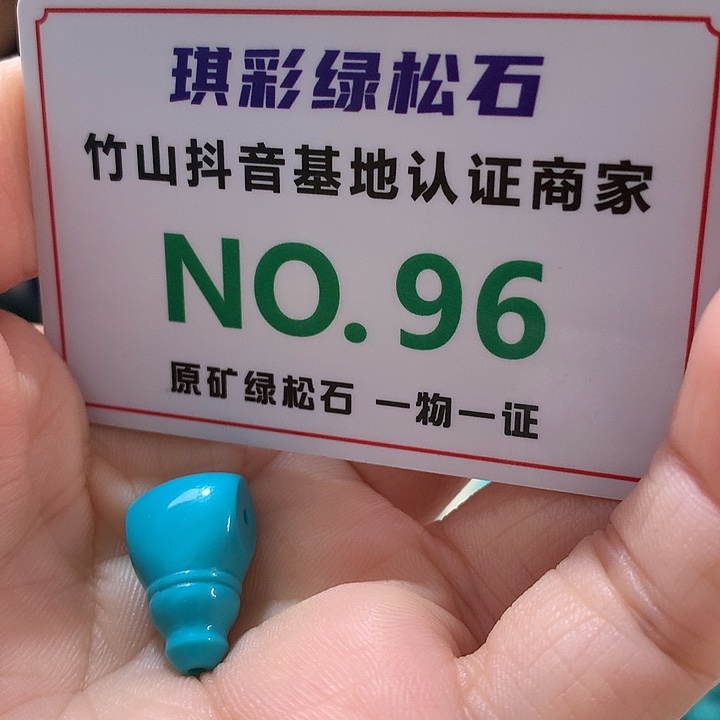 琪彩绿松石
竹山抖音基地认证商家
NO.96
原矿绿松石 一物一证